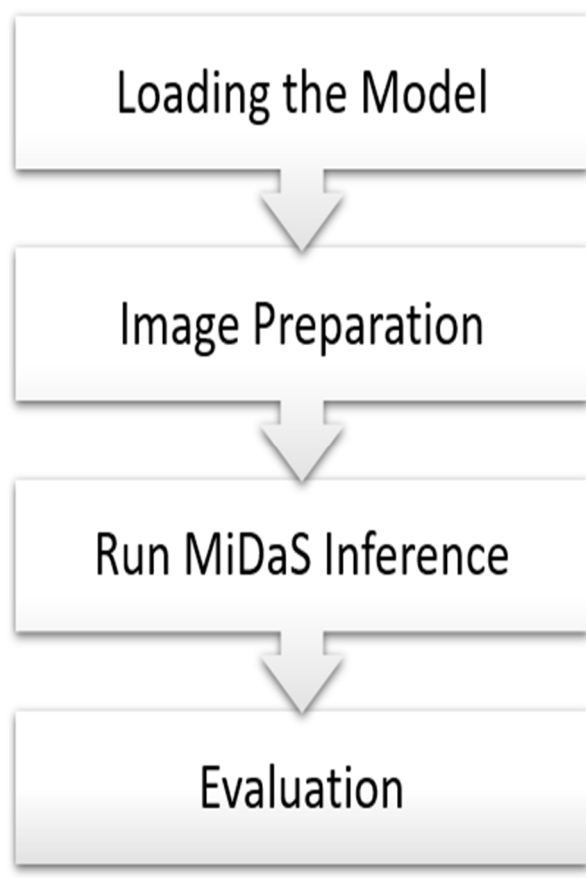 Loading the Model
Image Preparation
Run MiDaS Inference
Evaluation